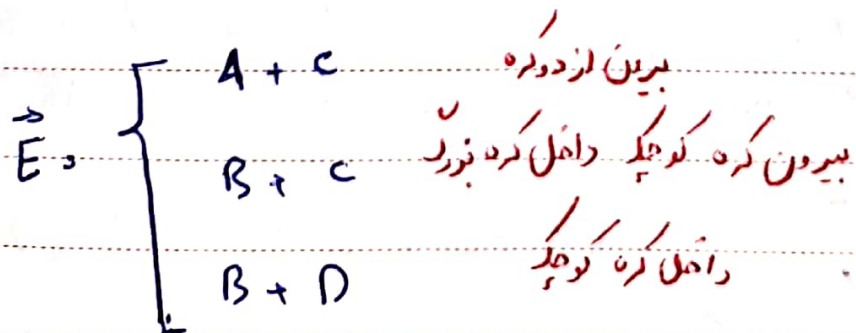 A + C بیرون از دو کره
E⃗ = B + C بیرون کره کوچک داخل کره بزرگ
B + D داخل کره کوچک